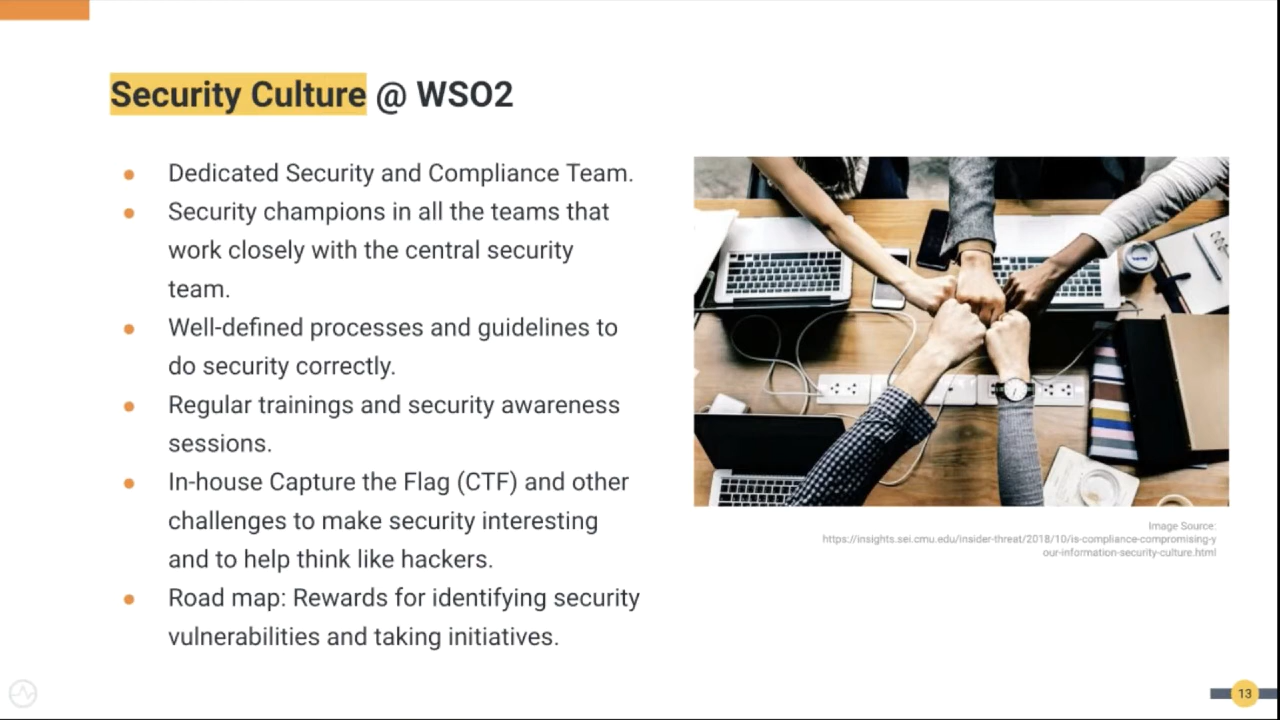 Security Culture @ WSO2
Dedicated Security and Compliance Team.
Security champions in all the teams that
work closely with the central security
team.
Well-defined processes and guidelines to
do security correctly.
Regular trainings and security awareness
sessions.
In-house Capture the Flag (CTF) and other
challenges to make security interesting
and to help think like hackers.
Road map: Rewards for identifying security
vulnerabilities and taking initiatives.
Image Source:
https://insights.sei.cmu.edu/insider-threat/2018/10/is-compliance-compromising-y
our-information-security-culture.html
13